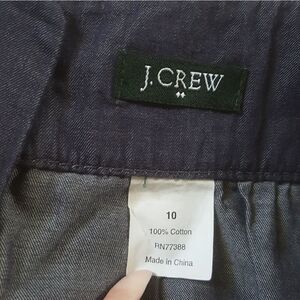 J.CREW
10
100% Cotton
RN77388
Made in China